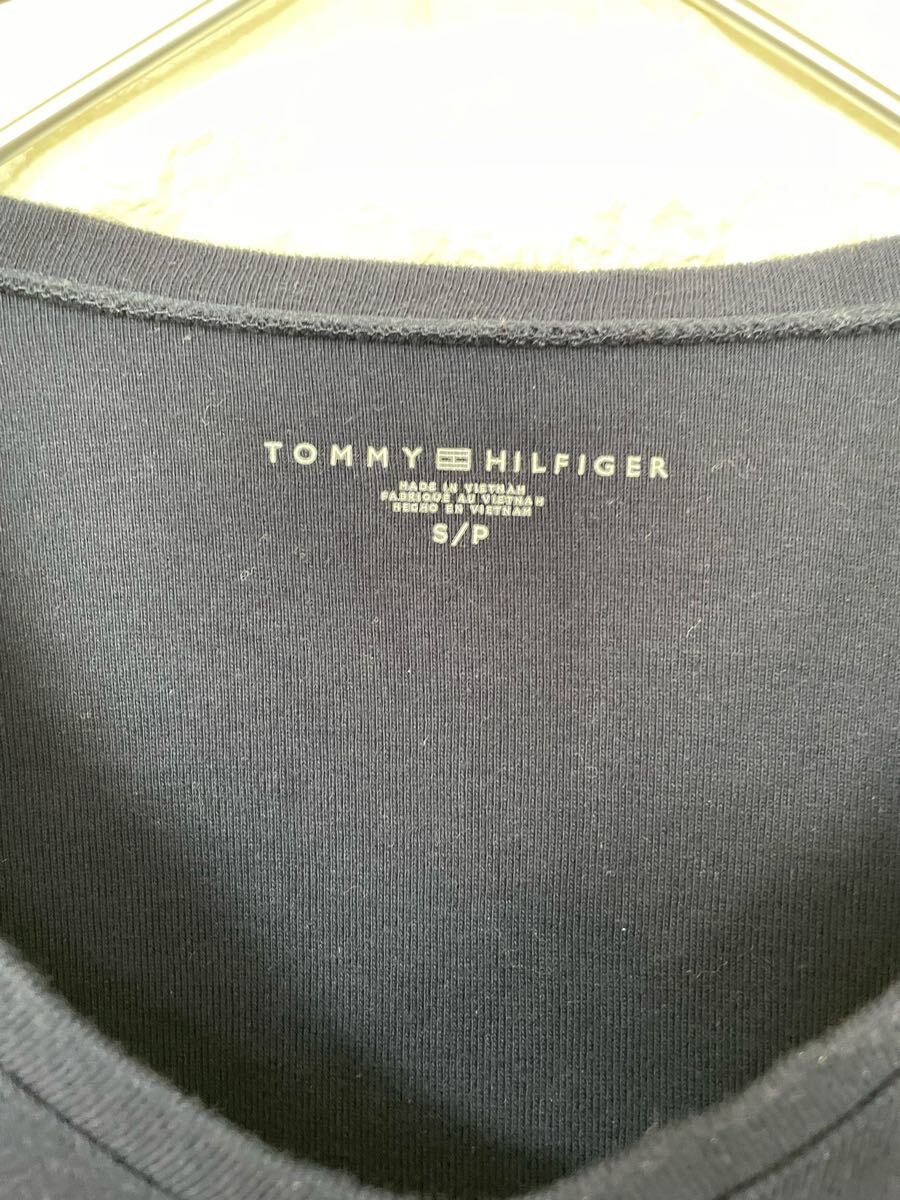 TOMMY HILFIGER
MADE IN VIETNAM
FABRIQUÉ AU VIETNAM
HECHO EN VIETNAM
S/P